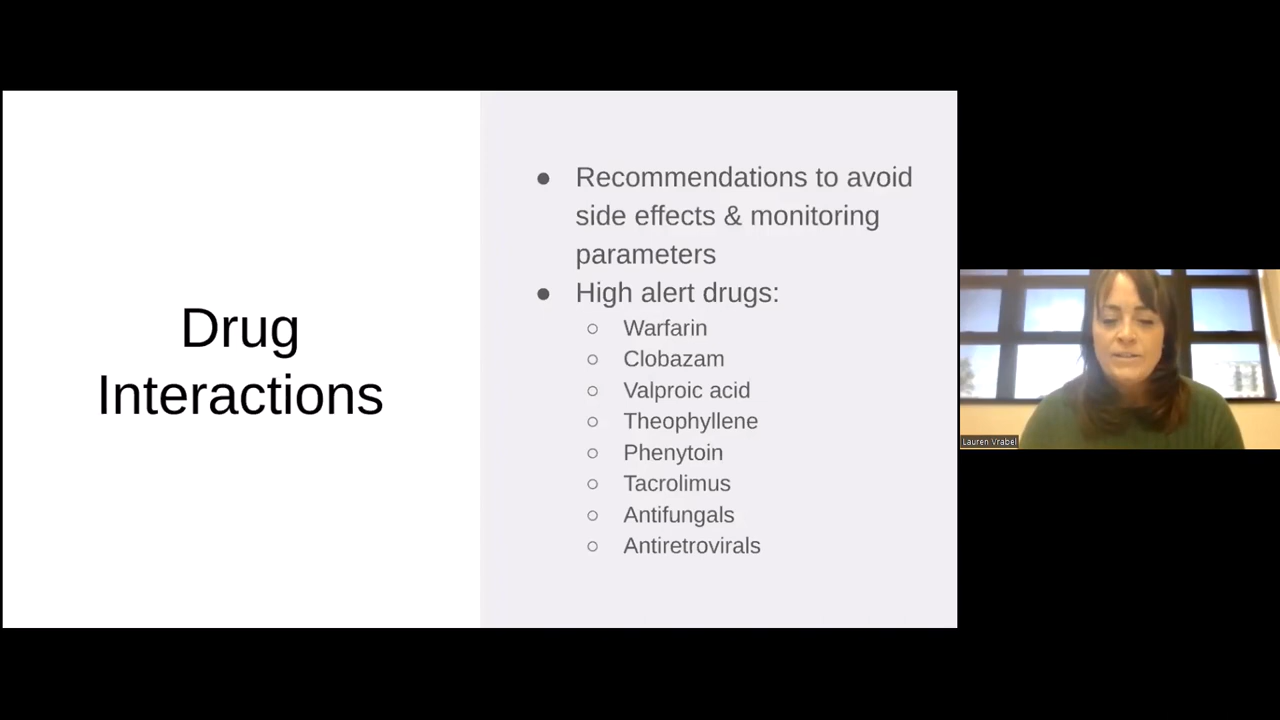 Drug
Interactions
● Recommendations to avoid
side effects & monitoring
parameters
● High alert drugs:
○ Warfarin
○ Clobazam
○ Valproic acid
○ Theophyllene
○ Phenytoin
○ Tacrolimus
○ Antifungals
○ Antiretrovirals
Lauren Vrabel